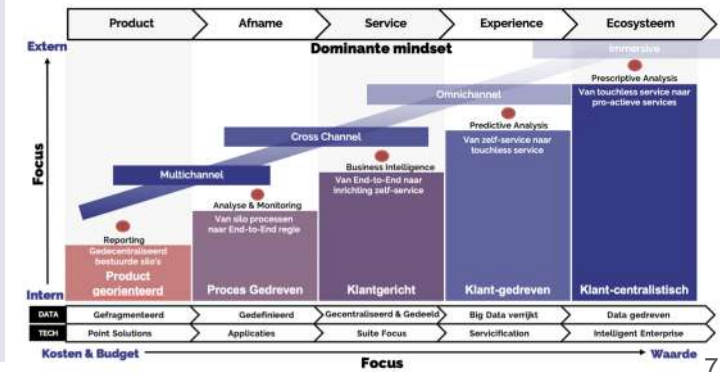 Product
Afname
Service
Experience
Ecosysteem
Extern
Dominante mindset
Immersive
Prescriptive Analysis
Van touchless service naar
pro-actieve services
Omnichannel
Predictive Analysis
Van zelf-service naar
touchless service
Cross Channel
Business Intelligence
Van End-to-End naar
inrichting zelf-service
Multichannel
Analyse & Monitoring
Van silo processen
naar End-to-End regie
Reporting
Gedecentraliseerd
bestuurde silo's
Focus
Product
georienteerd
Proces Gedreven
Klantgericht
Klant-gedreven
Klant-centralistisch
Intern
DATA
Gefragmenteerd
Gedefinieerd
Gecentraliseerd & Gedeeld
Big Data verrijkt
Data gedreven
TECH
Point Solutions
Applicaties
Suite Focus
Servicification
Intelligent Enterprise
Kosten & Budget
Waarde
Focus
7